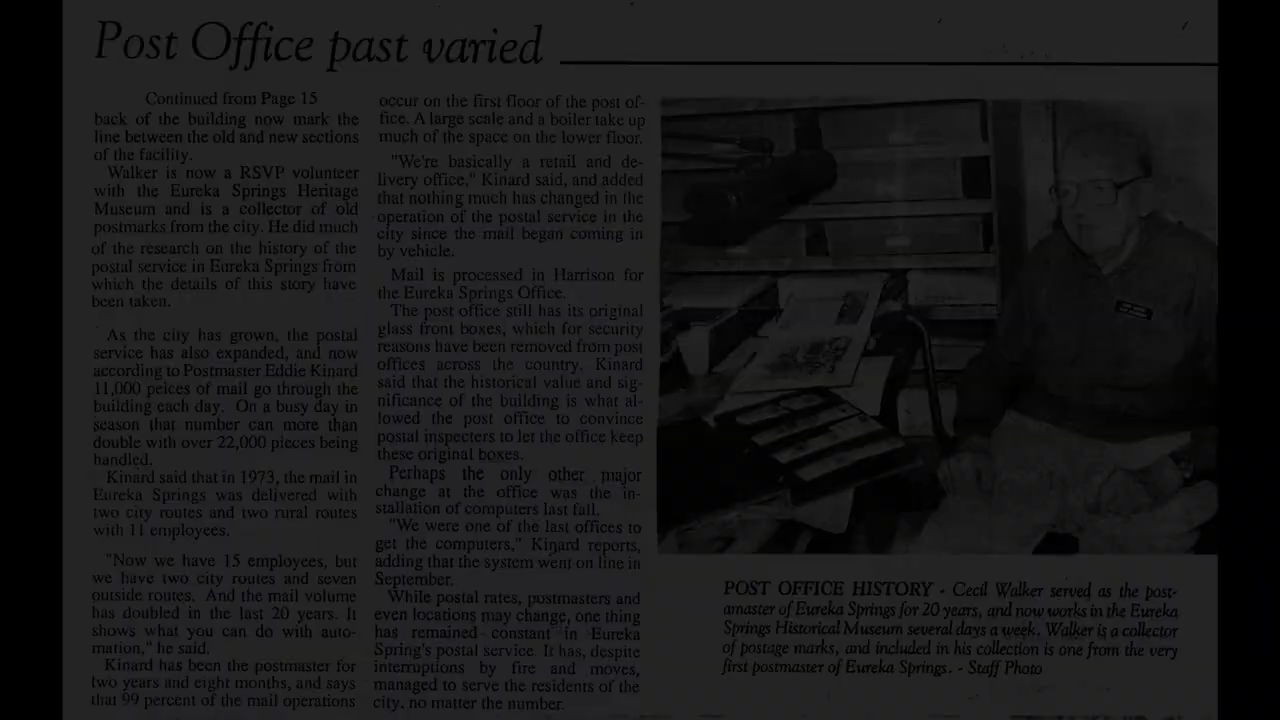 Post Office past varied
Continued from Page 15
back of the building now mark the
line between the old and new sections
of the facility.
Walker is now a RSVP volunteer
with the Eureka Springs Heritage
Museum and is a collector of old
postmarks from the city. He did much
of the research on the history of the
postal service in Eureka Springs from
which the details of this story have
been taken.
As the city has grown, the postal
service has also expanded, and now
according to Postmaster Eddie Kinard
11,000 peices of mail go through the
building each day. On a busy day in
season that number can more than
double with over 22,000 pieces being
handled.
Kinard said that in 1973, the mail in
Eureka Springs was delivered with
two city routes and two rural routes
with 11 employees.
"Now we have 15 employees, but
we have two city routes and seven
outside routes. And the mail volume
has doubled in the last 20 years. It
shows what you can do with auto-
mation," he said.
Kinard has been the postmaster for
two years and eight months, and says
that 99 percent of the mail operations
occur on the first floor of the post of-
fice. A large scale and a boiler take up
much of the space on the lower floor.
"We're basically a retail and de-
livery office," Kinard said, and added
that nothing much has changed in the
operation of the postal service in the
city since the mail began coming in
by vehicle.
Mail is processed in Harrison for
the Eureka Springs Office.
The post office still has its original
glass front boxes, which for security
reasons have been removed from post
offices across the country. Kinard
said that the historical value and sig-
nificance of the building is what al-
lowed the post office to convince
postal inspecters to let the office keep
these original boxes.
Perhaps the only other major
change at the office was the in-
stallation of computers last fall.
"We were one of the last offices to
get the computers," Kinard reports,
adding that the system went on line in
September.
While postal rates, postmasters and
even locations may change, one thing
has remained constant in Eureka
Spring's postal service. It has, despite
interruptions by fire and moves,
managed to serve the residents of the
city, no matter the number.
POST OFFICE HISTORY - Cecil Walker served as the post-
amaster of Eureka Springs for 20 years, and now works in the Eureka
Springs Historical Museum several days a week. Walker is a collector
of postage marks, and included in his collection is one from the very
first postmaster of Eureka Springs. - Staff Photo